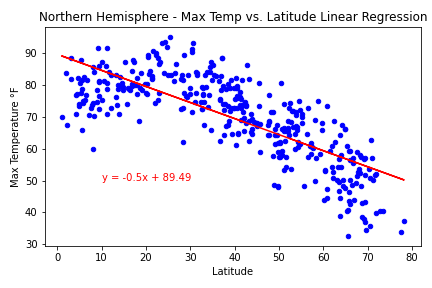 Northern Hemisphere - Max Temp vs. Latitude Linear Regression
Max Temperature °F
90
80
70
60
50
40
30
y = -0.5x + 89.49
0 10 20 30 40 50 60 70 80
Latitude